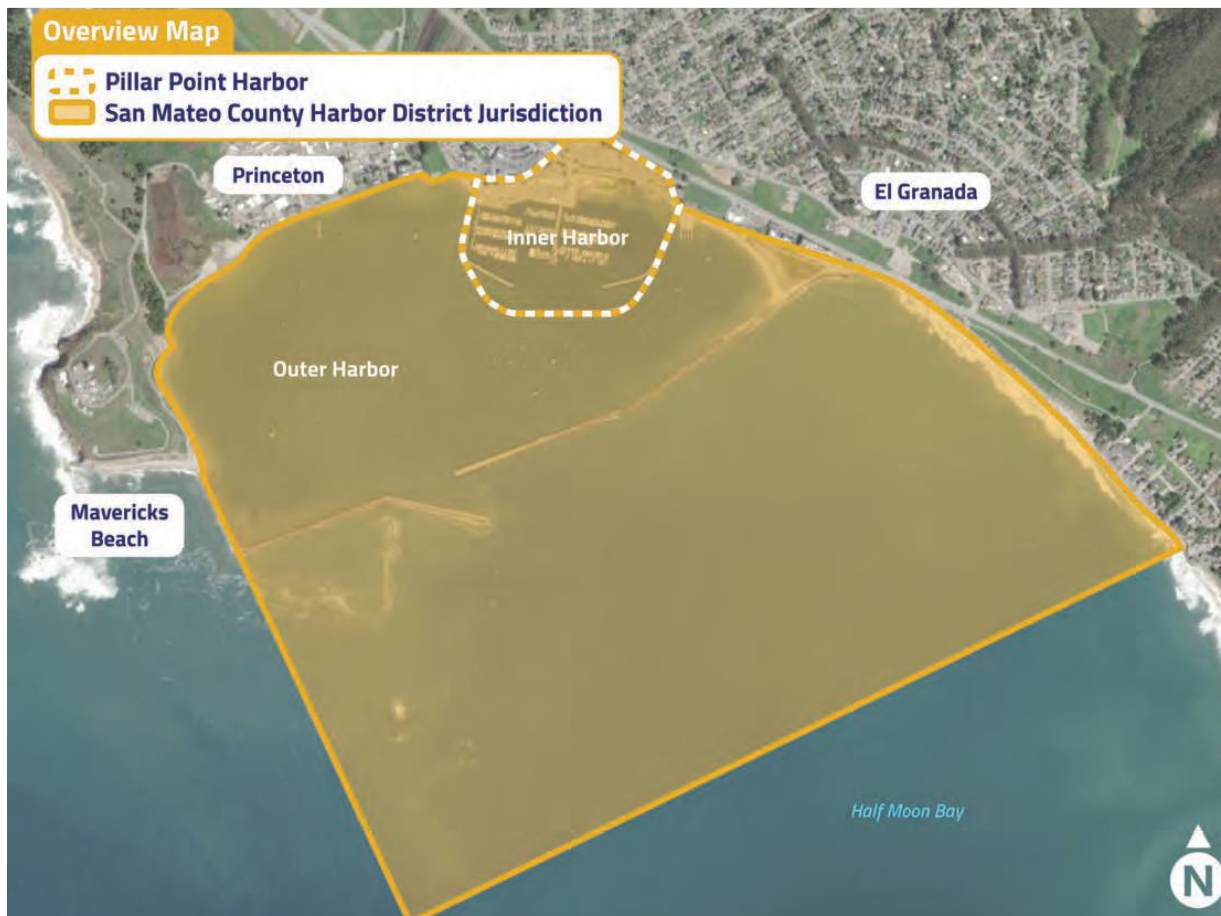 Overview Map
Pillar Point Harbor
San Mateo County Harbor District Jurisdiction
Princeton
El Granada
Inner Harbor
Outer Harbor
Mavericks
Beach
Half Moon Bay
N